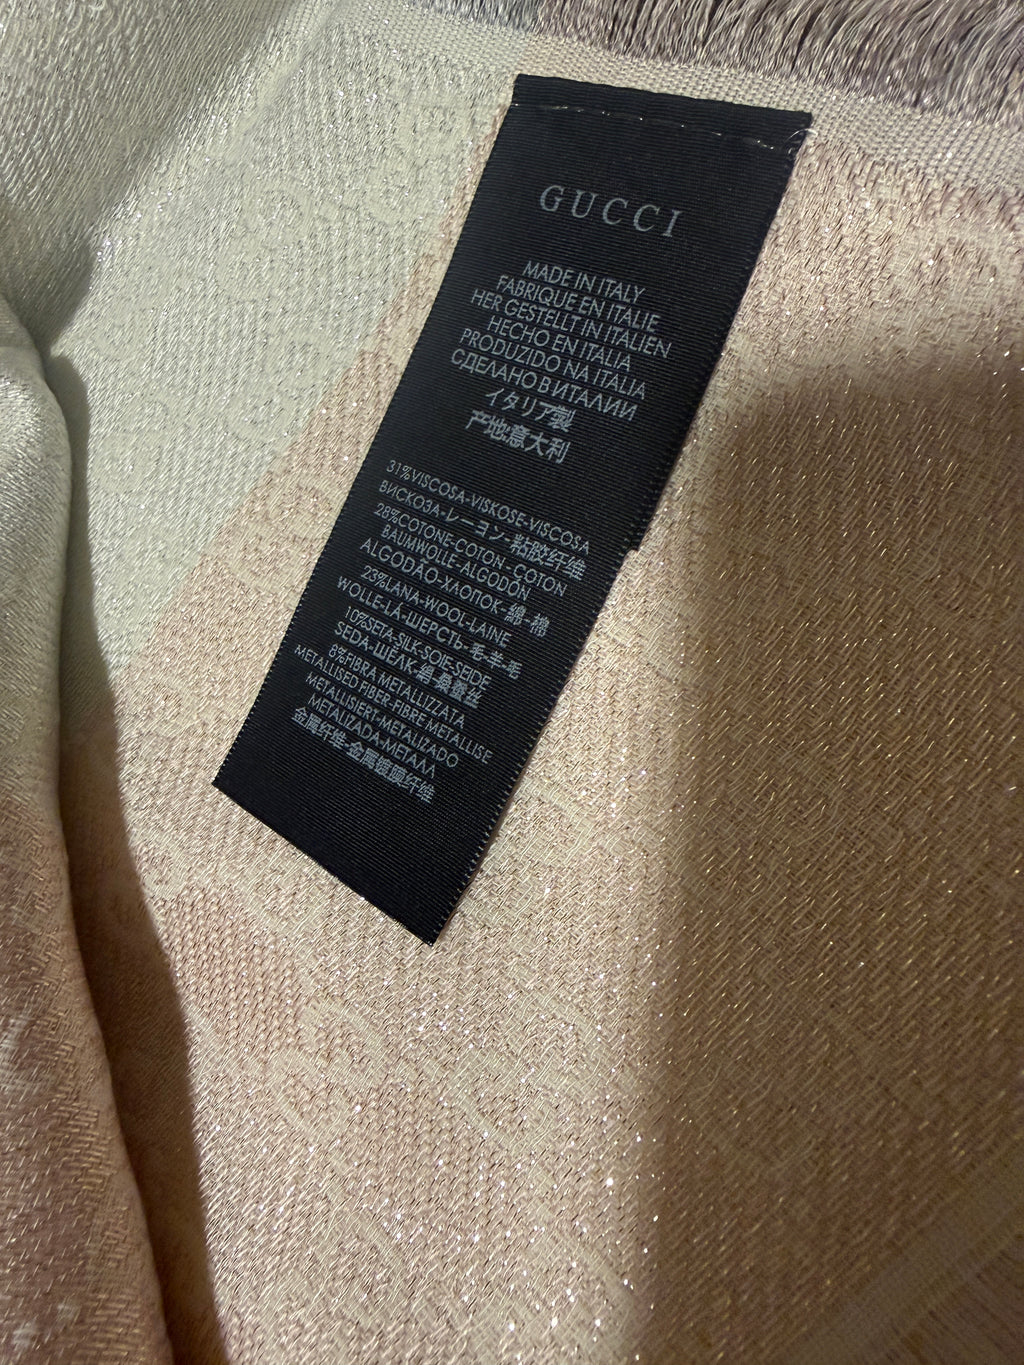 GUCCI
MADE IN ITALY
FABRIQUE EN ITALIE
HER GESTELLT IN ITALIEN
HECHO EN ITALIA
PRODUZIDO NA ITALIA
СДЕЛАНО В ИТАЛИИ
イタリア製
产地:意大利
31%VISCOSA-VISKOSE-VISCOSA
ВИСКОЗА-レーヨン-粘胶纤维
28%COTONE-COTON-COTTON
BAUMWOLLE-ALGODÓN
ALGODÃO-ХЛОПОК-綿-棉
23%LANA-WOOL-LAINE
WOLLE-LÁ-ШЕРСТЬ-毛-羊毛
10%SETA-SILK-SOIE-SEIDE
SEDA-ШЁЛК-絹-桑蚕丝
8%FIBRA METALLIZZATA
METALLISED FIBER-FIBRE METALLISE
METALLISIERT-METALIZADO
METALIZADA-МЕТАЛЛ
金属纤维-金属镀膜纤维